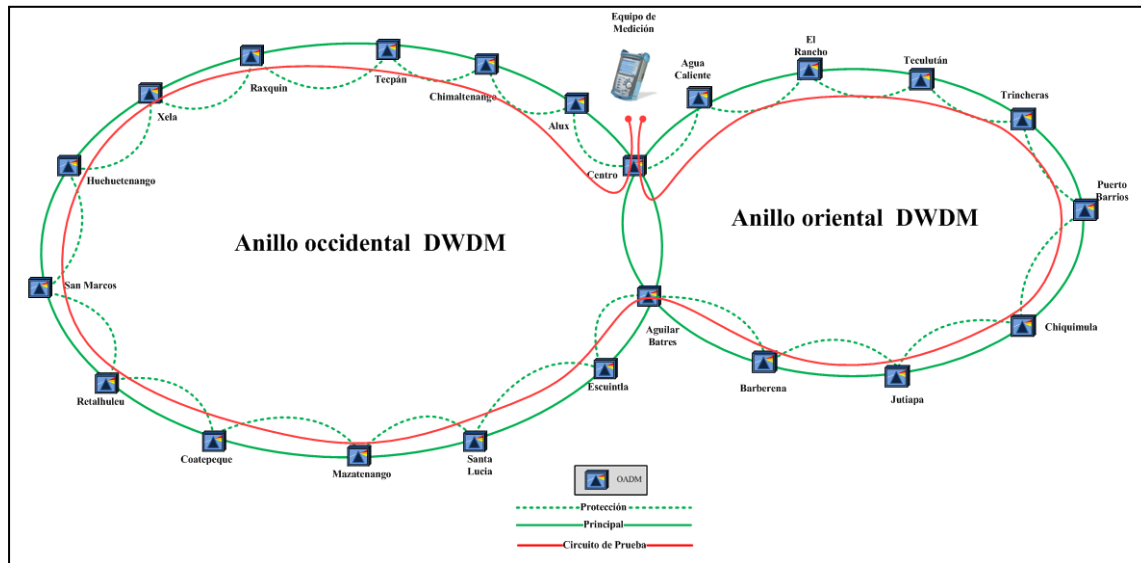 Equipo de
Medición
El
Rancho
Agua
Caliente
Teculután
Tecpán
Raxquin
Chimaltenango
Trincheras
Xela
Alux
Centro
Huehuetenango
Puerto
Barrios
Anillo occidental DWDM
Anillo oriental DWDM
San Marcos
Aguilar
Batres
Chiquimula
Escuintla
Barberena
Jutiapa
Retalhuleu
Coatepeque
Mazatenango
Santa
Lucia
OADM
Protección
Principal
Circuito de Prueba